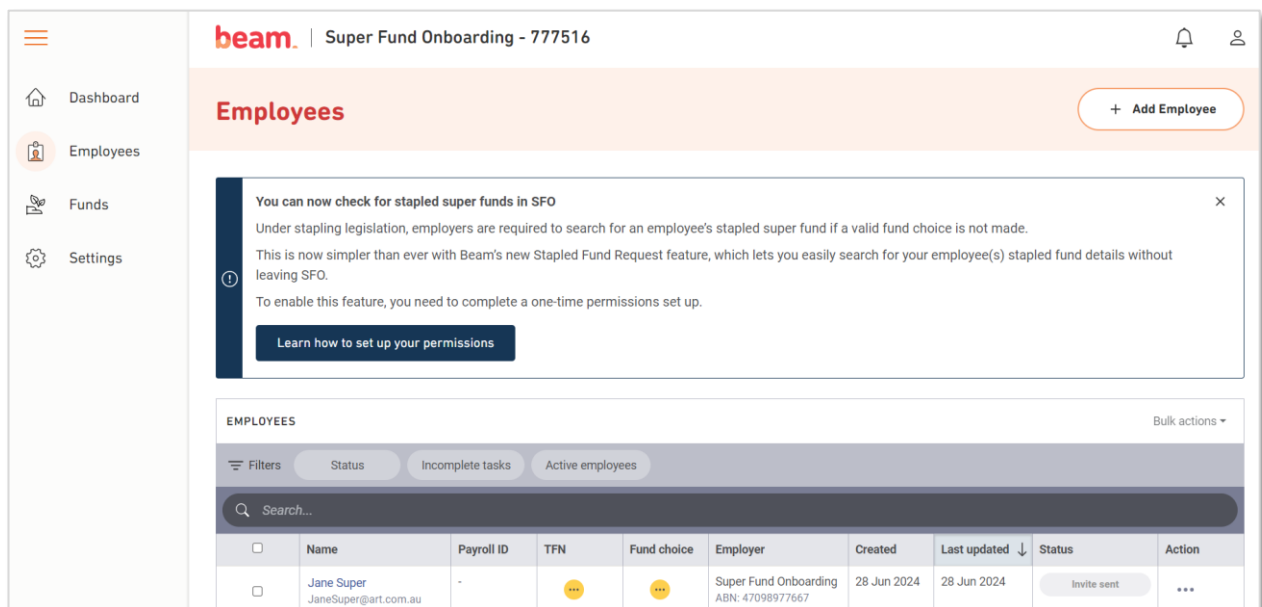 beam. Super Fund Onboarding - 777516
Dashboard
Employees
Funds
Settings
Employees
+ Add Employee
You can now check for stapled super funds in SFO
Under stapling legislation, employers are required to search for an employee's stapled super fund if a valid fund choice is not made.
This is now simpler than ever with Beam's new Stapled Fund Request feature, which lets you easily search for your employee(s) stapled fund details without
leaving SFO.
To enable this feature, you need to complete a one-time permissions set up.
Learn how to set up your permissions
EMPLOYEES
Bulk actions
Filters Status Incomplete tasks Active employees
Search...
Name Payroll ID TFN Fund choice Employer Created Last updated ↓ Status Action
Jane Super - Super Fund Onboarding 28 Jun 2024 28 Jun 2024 Invite sent
JaneSuper@art.com.au ABN: 47098977667